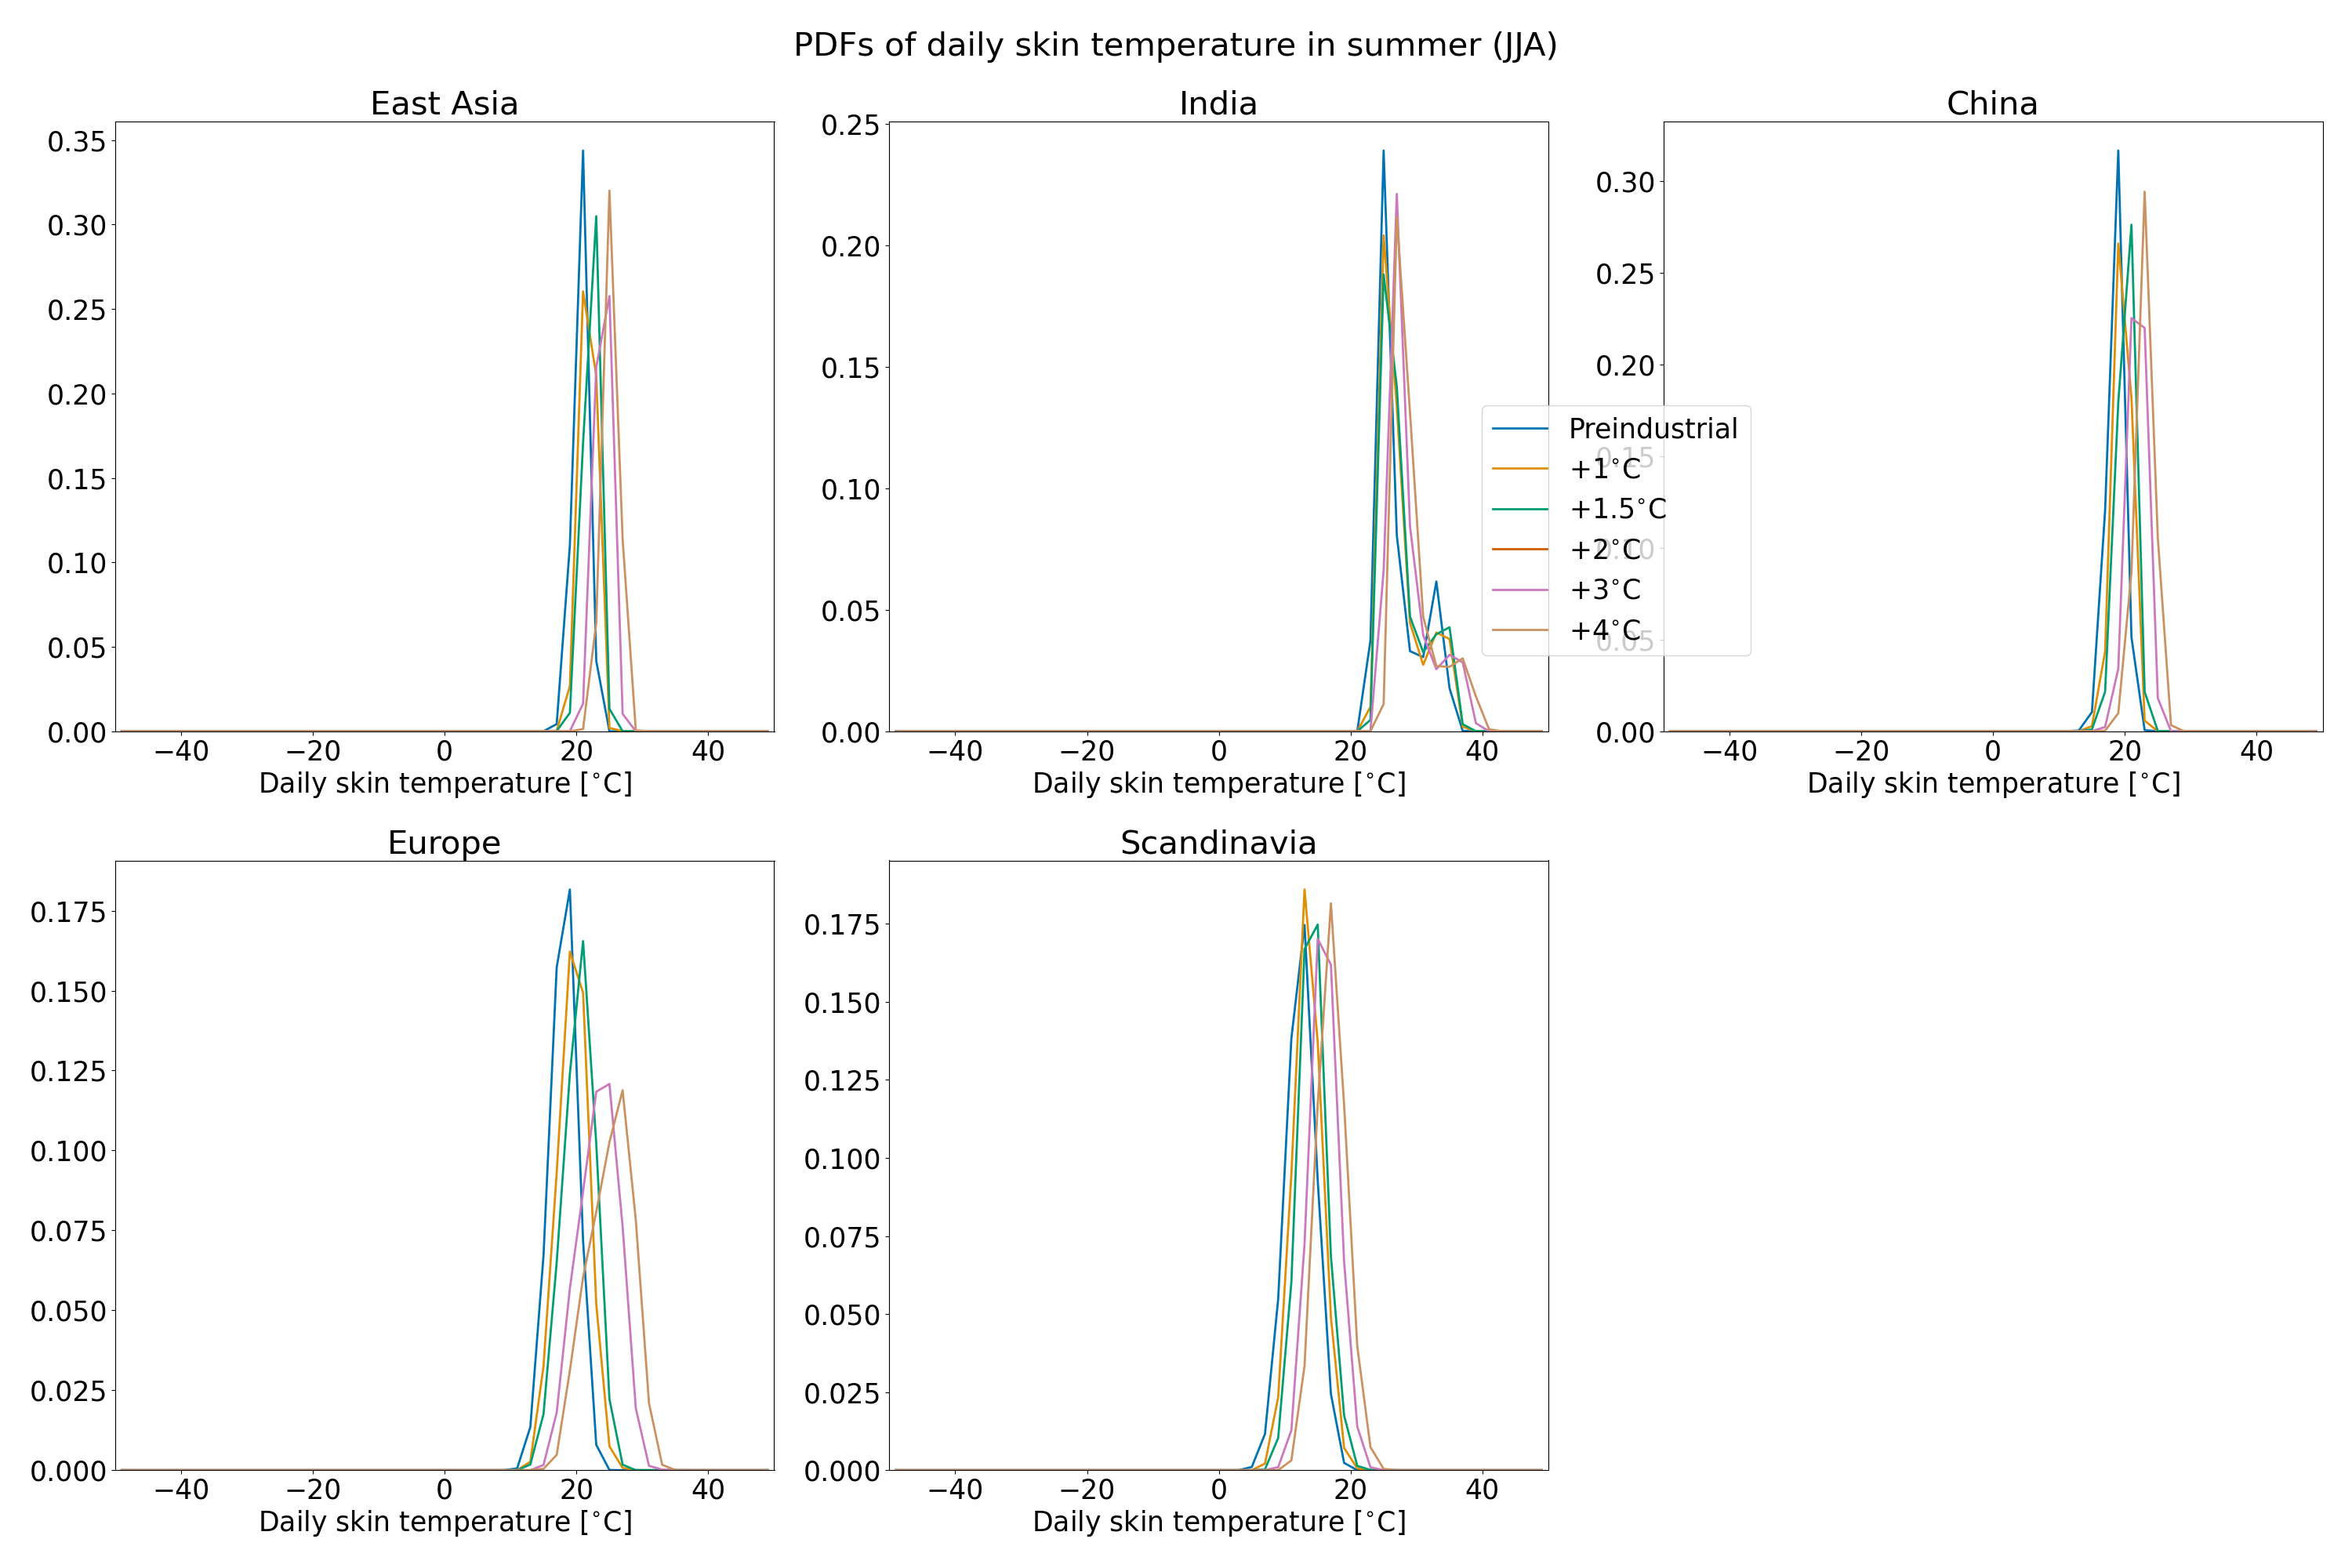 PDFs of daily skin temperature in summer (JJA)
East Asia
0.35
0.30
0.25
0.20
0.15
0.10
0.05
0.00
−40 −20 0 20 40
Daily skin temperature [°C]
India
0.25
0.20
0.15
0.10
0.05
0.00
−40 −20 0 20 40
Daily skin temperature [°C]
China
0.30
0.25
0.20
0.15
0.10
0.05
0.00
−40 −20 0 20 40
Daily skin temperature [°C]
Preindustrial
+1°C
+1.5°C
+2°C
+3°C
+4°C
Europe
0.175
0.150
0.125
0.100
0.075
0.050
0.025
0.000
−40 −20 0 20 40
Daily skin temperature [°C]
Scandinavia
0.175
0.150
0.125
0.100
0.075
0.050
0.025
0.000
−40 −20 0 20 40
Daily skin temperature [°C]